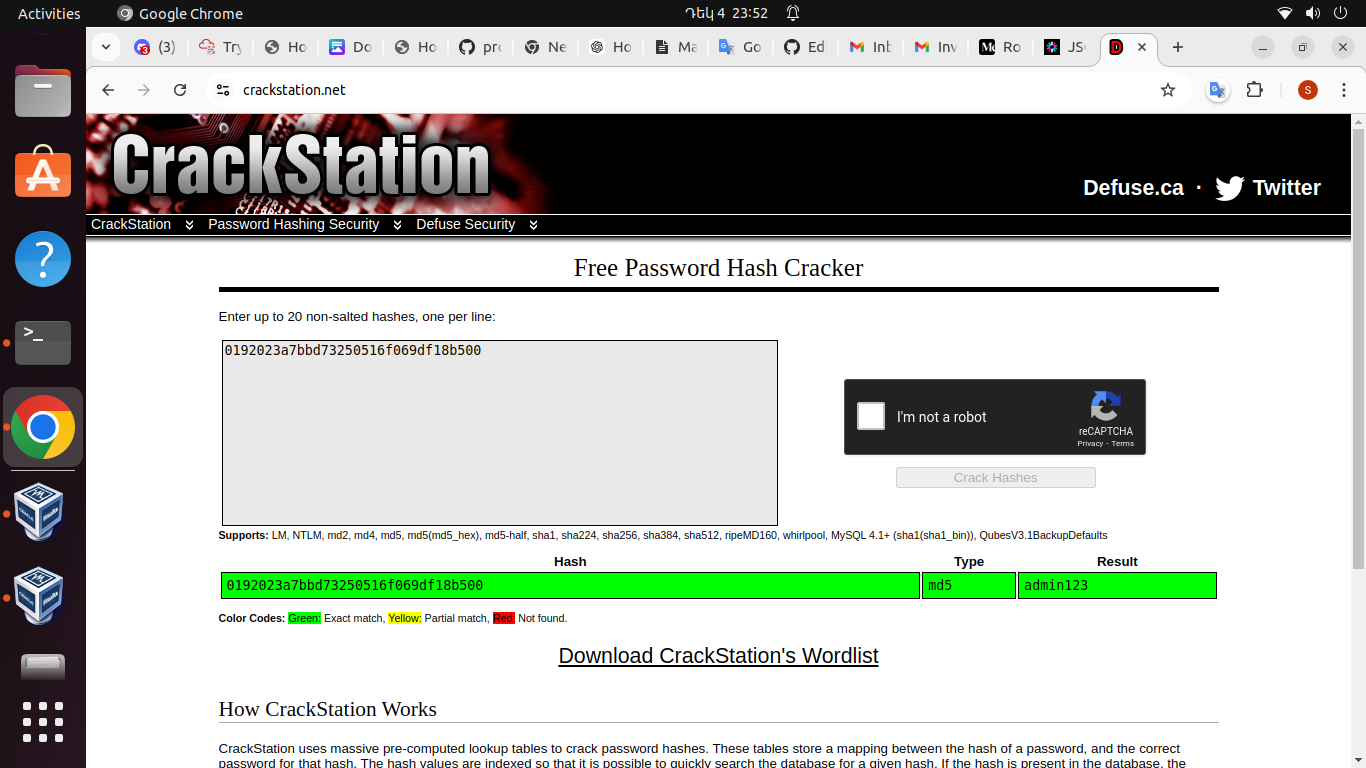 Activities Google Chrome Դեկ 4 23:52
(3) Try Ho Do Ho pro Ne Ho Ma Go Edi Inb Inv Ro JS
crackstation.net S
CrackStation
Defuse.ca · Twitter
CrackStation Password Hashing Security Defuse Security
Free Password Hash Cracker
Enter up to 20 non-salted hashes, one per line:
0192023a7bbd73250516f069df18b500
I'm not a robot
reCAPTCHA
Privacy - Terms
Crack Hashes
Supports: LM, NTLM, md2, md4, md5, md5(md5_hex), md5-half, sha1, sha224, sha256, sha384, sha512, ripeMD160, whirlpool, MySQL 4.1+ (sha1(sha1_bin)), QubesV3.1BackupDefaults
Hash Type Result
0192023a7bbd73250516f069df18b500 md5 admin123
Color Codes: Green: Exact match, Yellow: Partial match, Red: Not found.
Download CrackStation's Wordlist
How CrackStation Works
CrackStation uses massive pre-computed lookup tables to crack password hashes. These tables store a mapping between the hash of a password, and the correct
password for that hash. The hash values are indexed so that it is possible to quickly search the database for a given hash. If the hash is present in the database, the